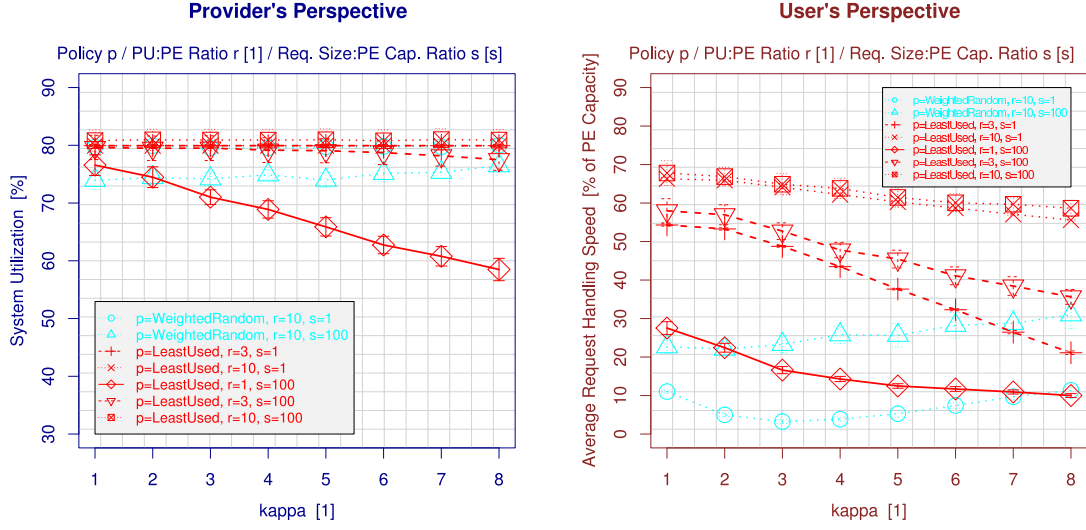 Provider's Perspective
Policy p / PU:PE Ratio r [1] / Req. Size:PE Cap. Ratio s [s]
System Utilization [%]
90
80
70
60
50
40
30
p=WeightedRandom, r=10, s=1
p=WeightedRandom, r=10, s=100
p=LeastUsed, r=3, s=1
p=LeastUsed, r=10, s=1
p=LeastUsed, r=1, s=100
p=LeastUsed, r=3, s=100
p=LeastUsed, r=10, s=100
1 2 3 4 5 6 7 8
kappa [1]
User's Perspective
Policy p / PU:PE Ratio r [1] / Req. Size:PE Cap. Ratio s [s]
Average Request Handling Speed [% of PE Capacity]
90
80
70
60
50
40
30
20
10
0
p=WeightedRandom, r=10, s=1
p=WeightedRandom, r=10, s=100
p=LeastUsed, r=3, s=1
p=LeastUsed, r=10, s=1
p=LeastUsed, r=1, s=100
p=LeastUsed, r=3, s=100
p=LeastUsed, r=10, s=100
1 2 3 4 5 6 7 8
kappa [1]